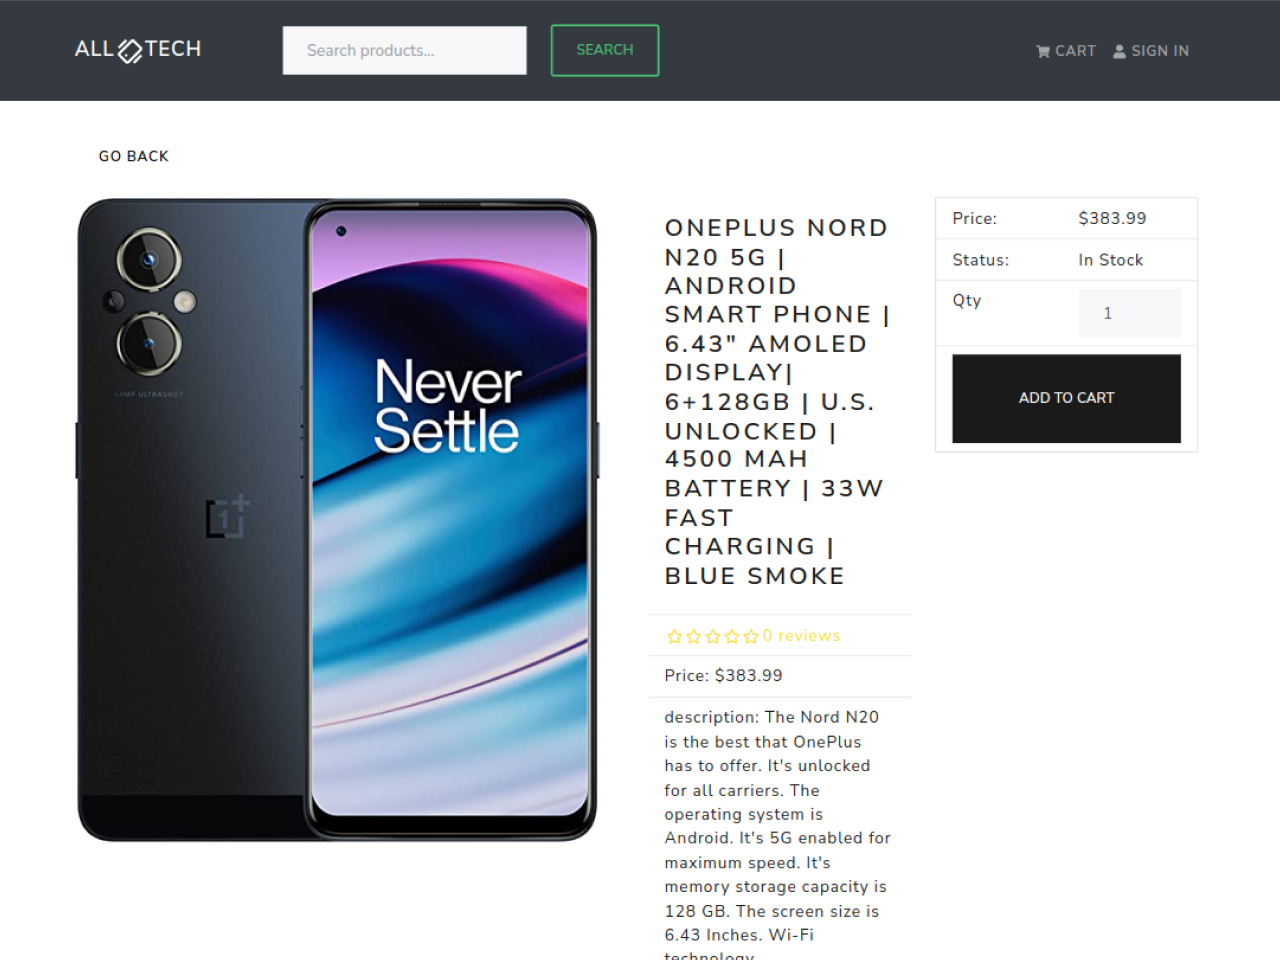 ALL TECH
Search products...
SEARCH
CART
SIGN IN
GO BACK
Never
Settle
ONEPLUS NORD
N20 5G |
ANDROID
SMART PHONE |
6.43" AMOLED
DISPLAY|
6+128GB | U.S.
UNLOCKED |
4500 MAH
BATTERY | 33W
FAST
CHARGING |
BLUE SMOKE
0 reviews
Price: $383.99
description: The Nord N20
is the best that OnePlus
has to offer. It's unlocked
for all carriers. The
operating system is
Android. It's 5G enabled for
maximum speed. It's
memory storage capacity is
128 GB. The screen size is
6.43 Inches. Wi-Fi
technology
Price: $383.99
Status: In Stock
Qty 1
ADD TO CART